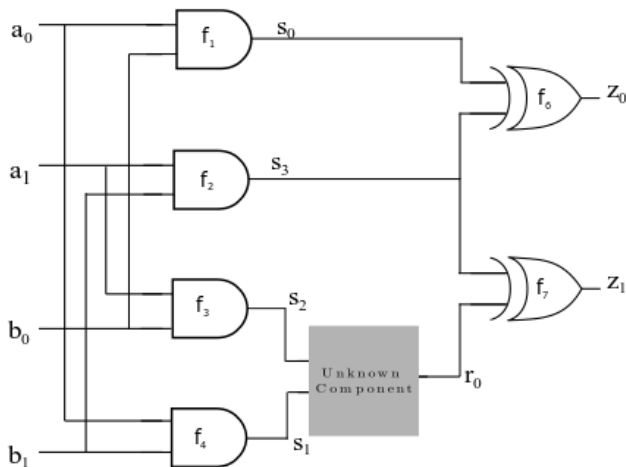 a0
f1
s0
f6
z0
a1
f2
s3
f7
z1
f3
s2
b0
Unknown
Component
r0
f4
s1
b1